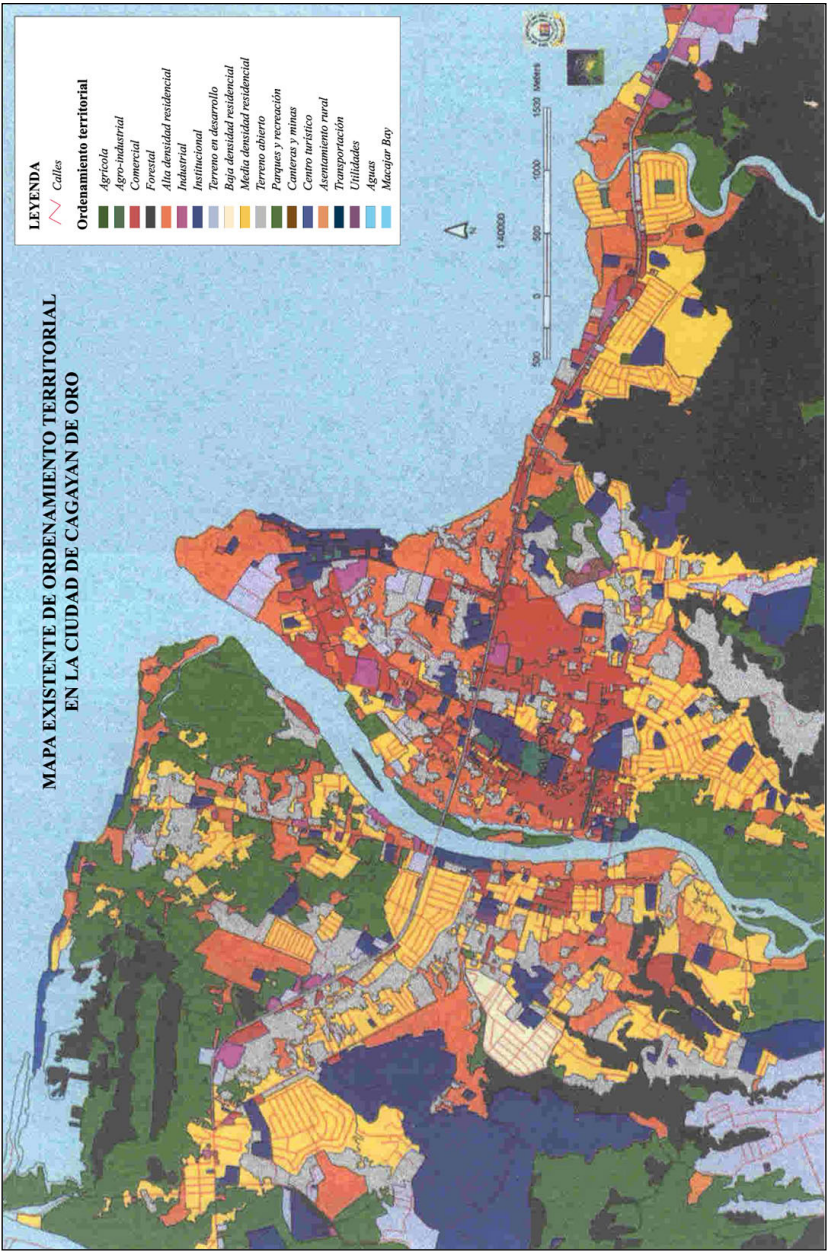 MAPA EXISTENTE DE ORDENAMIENTO TERRITORIAL
EN LA CIUDAD DE CAGAYAN DE ORO
LEYENDA
Calles
Ordenamiento territorial
Agrícola
Agro-industrial
Comercial
Forestal
Alta densidad residencial
Industrial
Institucional
Terreno en desarrollo
Baja densidad residencial
Media densidad residencial
Terreno abierto
Parques y recreación
Canteras y minas
Centro turístico
Asentamiento rural
Transportación
Utilidades
Aguas
Macajar Bay
N
1:40000
500 0 500 1000 1500 Meters